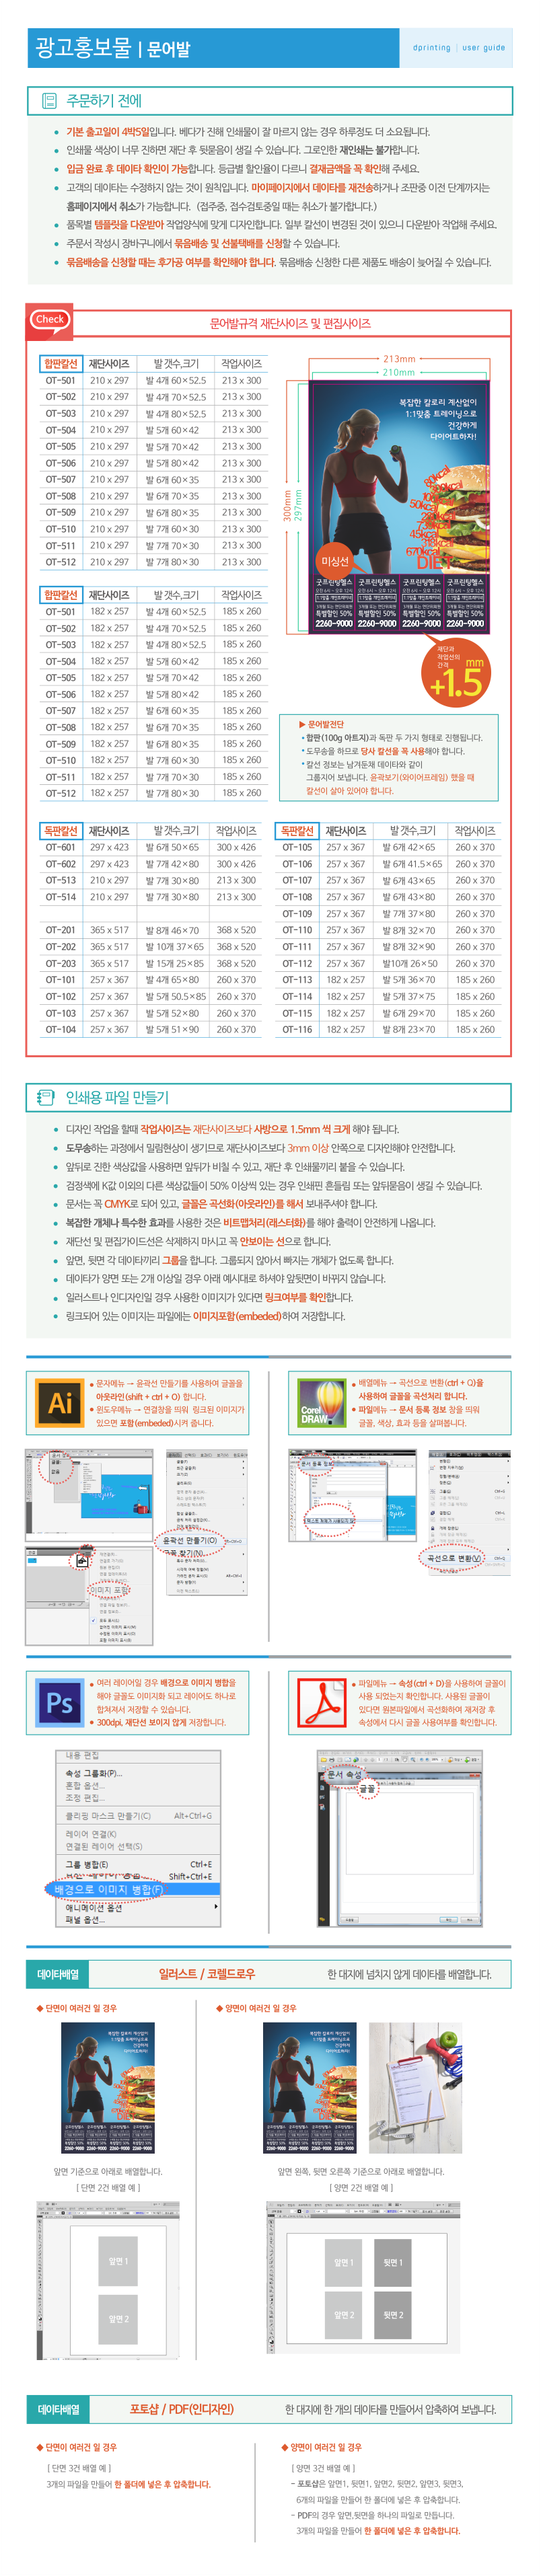 광고홍보물 | 문어발
dprinting | user guide
주문하기 전에
기본 출고일이 4박5일입니다. 베다가 진해 인쇄물이 잘 마르지 않는 경우 하루정도 더 소요됩니다.
인쇄물 색상이 너무 진하면 재단 후 뒷묻음이 생길 수 있습니다. 그로인한 재인쇄는 불가합니다.
입금 완료 후 데이타 확인이 가능합니다. 등급별 할인율이 다르니 결재금액을 꼭 확인해 주세요.
고객의 데이타는 수정하지 않는 것이 원칙입니다. 마이페이지에서 데이타를 재전송하거나 조판중 이전 단계까지는
홈페이지에서 취소가 가능합니다. (접주중, 접수검토중일 때는 취소가 불가합니다.)
품목별 템플릿을 다운받아 작업양식에 맞게 디자인합니다. 일부 칼선이 변경된 것이 있으니 다운받아 작업해 주세요.
주문서 작성시 장바구니에서 묶음배송 및 선불택배를 신청할 수 있습니다.
묶음배송을 신청할 때는 후가공 여부를 확인해야 합니다. 묶음배송 신청한 다른 제품도 배송이 늦어질 수 있습니다.
Check
문어발규격 재단사이즈 및 편집사이즈
합판칼선 재단사이즈 발 갯수,크기 작업사이즈
OT-501 210 x 297 발 4개 60×52.5 213 x 300
OT-502 210 x 297 발 4개 70×52.5 213 x 300
OT-503 210 x 297 발 4개 80×52.5 213 x 300
OT-504 210 x 297 발 5개 60×42 213 x 300
OT-505 210 x 297 발 5개 70×42 213 x 300
OT-506 210 x 297 발 5개 80×42 213 x 300
OT-507 210 x 297 발 6개 60×35 213 x 300
OT-508 210 x 297 발 6개 70×35 213 x 300
OT-509 210 x 297 발 6개 80×35 213 x 300
OT-510 210 x 297 발 7개 60×30 213 x 300
OT-511 210 x 297 발 7개 70×30 213 x 300
OT-512 210 x 297 발 7개 80×30 213 x 300
합판칼선 재단사이즈 발 갯수,크기 작업사이즈
OT-501 182 x 257 발 4개 60×52.5 185 x 260
OT-502 182 x 257 발 4개 70×52.5 185 x 260
OT-503 182 x 257 발 4개 80×52.5 185 x 260
OT-504 182 x 257 발 5개 60×42 185 x 260
OT-505 182 x 257 발 5개 70×42 185 x 260
OT-506 182 x 257 발 5개 80×42 185 x 260
OT-507 182 x 257 발 6개 60×35 185 x 260
OT-508 182 x 257 발 6개 70×35 185 x 260
OT-509 182 x 257 발 6개 80×35 185 x 260
OT-510 182 x 257 발 7개 60×30 185 x 260
OT-511 182 x 257 발 7개 70×30 185 x 260
OT-512 182 x 257 발 7개 80×30 185 x 260
213mm
210mm
300mm
297mm
복잡한 칼로리 계산없이
1:1맞춤 트레이닝으로
건강하게
다이어트하자!
DIET
미싱선
굿프린팅헬스 굿프린팅헬스 굿프린팅헬스 굿프린팅헬스
특별할인 50% 특별할인 50% 특별할인 50% 특별할인 50%
2260-9000 2260-9000 2260-9000 2260-9000
재단과
작업선의
간격
+1.5mm
▶ 문어발전단
• 합판(100g 아트지)과 독판 두 가지 형태로 진행됩니다.
• 도무송을 하므로 당사 칼선을 꼭 사용해야 합니다.
• 칼선 정보는 남겨둔채 데이타와 같이
그룹지어 보냅니다. 윤곽보기(와이어프레임) 했을 때
칼선이 살아 있어야 합니다.
독판칼선 재단사이즈 발 갯수,크기 작업사이즈
OT-601 297 x 423 발 6개 50×65 300 x 426
OT-602 297 x 423 발 7개 42×80 300 x 426
OT-513 210 x 297 발 7개 30×80 213 x 300
OT-514 210 x 297 발 7개 30×80 213 x 300
OT-201 365 x 517 발 8개 46×70 368 x 520
OT-202 365 x 517 발 10개 37×65 368 x 520
OT-203 365 x 517 발 15개 25×85 368 x 520
OT-101 257 x 367 발 4개 65×80 260 x 370
OT-102 257 x 367 발 5개 50.5×85 260 x 370
OT-103 257 x 367 발 5개 52×80 260 x 370
OT-104 257 x 367 발 5개 51×90 260 x 370
독판칼선 재단사이즈 발 갯수,크기 작업사이즈
OT-105 257 x 367 발 6개 42×65 260 x 370
OT-106 257 x 367 발 6개 41.5×65 260 x 370
OT-107 257 x 367 발 6개 43×65 260 x 370
OT-108 257 x 367 발 6개 43×80 260 x 370
OT-109 257 x 367 발 7개 37×80 260 x 370
OT-110 257 x 367 발 8개 32×70 260 x 370
OT-111 257 x 367 발 8개 32×90 260 x 370
OT-112 257 x 367 발10개 26×50 260 x 370
OT-113 182 x 257 발 5개 36×70 185 x 260
OT-114 182 x 257 발 5개 37×75 185 x 260
OT-115 182 x 257 발 6개 29×70 185 x 260
OT-116 182 x 257 발 8개 23×70 185 x 260
인쇄용 파일 만들기
디자인 작업을 할때 작업사이즈는 재단사이즈보다 사방으로 1.5mm 씩 크게 해야 됩니다.
도무송하는 과정에서 밀림현상이 생기므로 재단사이즈보다 3mm 이상 안쪽으로 디자인해야 안전합니다.
앞뒤로 진한 색상값을 사용하면 앞뒤가 비칠 수 있고, 재단 후 인쇄물끼리 붙을 수 있습니다.
검정색에 K값 이외의 다른 색상값들이 50% 이상씩 있는 경우 인쇄핀 흔들림 또는 앞뒤묻음이 생길 수 있습니다.
문서는 꼭 CMYK로 되어 있고, 글꼴은 곡선화(아웃라인)를 해서 보내주셔야 합니다.
복잡한 개체나 특수한 효과를 사용한 것은 비트맵처리(래스터화)를 해야 출력이 안전하게 나옵니다.
재단선 및 편집가이드선은 삭제하지 마시고 꼭 안보이는 선으로 합니다.
앞면, 뒷면 각 데이타끼리 그룹을 합니다. 그룹되지 않아서 빠지는 개체가 없도록 합니다.
데이타가 양면 또는 2개 이상일 경우 아래 예시대로 하셔야 앞뒷면이 바뀌지 않습니다.
일러스트나 인디자인일 경우 사용한 이미지가 있다면 링크여부를 확인합니다.
링크되어 있는 이미지는 파일에는 이미지포함(embeded)하여 저장합니다.
Ai
문자메뉴 → 윤곽선 만들기를 사용하여 글꼴을
아웃라인(shift + ctrl + O) 합니다.
윈도우메뉴 → 연결창을 띄워 링크된 이미지가
있으면 포함(embeded)시켜 줍니다.
Corel
DRAW
배열메뉴 → 곡선으로 변환(ctrl + Q)을
사용하여 글꼴을 곡선처리 합니다.
파일메뉴 → 문서 등록 정보 창을 띄워
글꼴, 색상, 효과 등을 살펴봅니다.
윤곽선 만들기(O)
이미지 포함
문서 등록 정보
곡선으로 변환(V)
Ps
여러 레이어일 경우 배경으로 이미지 병합을
해야 글꼴도 이미지화 되고 레이어도 하나로
합쳐져서 저장할 수 있습니다.
300dpi, 재단선 보이지 않게 저장합니다.
파일메뉴 → 속성(ctrl + D)을 사용하여 글꼴이
사용 되었는지 확인합니다. 사용된 글꼴이
있다면 원본파일에서 곡선화하여 재저장 후
속성에서 다시 글꼴 사용여부를 확인합니다.
내용 편집
속성 그룹화(P)...
혼합 옵션...
조정 편집...
클리핑 마스크 만들기(C) Alt+Ctrl+G
레이어 연결(K)
연결된 레이어 선택(S)
그룹 병합(E) Ctrl+E
Shift+Ctrl+E
배경으로 이미지 병합(F)
애니메이션 옵션
패널 옵션...
문서 속성
글꼴
데이타배열
일러스트 / 코렐드로우
한 대지에 넘치지 않게 데이타를 배열합니다.
◆ 단면이 여러건 일 경우
◆ 양면이 여러건 일 경우
앞면 기준으로 아래로 배열합니다.
[ 단면 2건 배열 예 ]
앞면 왼쪽, 뒷면 오른쪽 기준으로 아래로 배열합니다.
[ 양면 2건 배열 예 ]
앞면 1
앞면 2
앞면 1 뒷면 1
앞면 2 뒷면 2
데이타배열
포토샵 / PDF(인디자인)
한 대지에 한 개의 데이타를 만들어서 압축하여 보냅니다.
◆ 단면이 여러건 일 경우
[ 단면 3건 배열 예 ]
3개의 파일을 만들어 한 폴더에 넣은 후 압축합니다.
◆ 양면이 여러건 일 경우
[ 양면 3건 배열 예 ]
- 포토샵은 앞면1, 뒷면1, 앞면2, 뒷면2, 앞면3, 뒷면3,
6개의 파일을 만들어 한 폴더에 넣은 후 압축합니다.
- PDF의 경우 앞면,뒷면을 하나의 파일로 만듭니다.
3개의 파일을 만들어 한 폴더에 넣은 후 압축합니다.